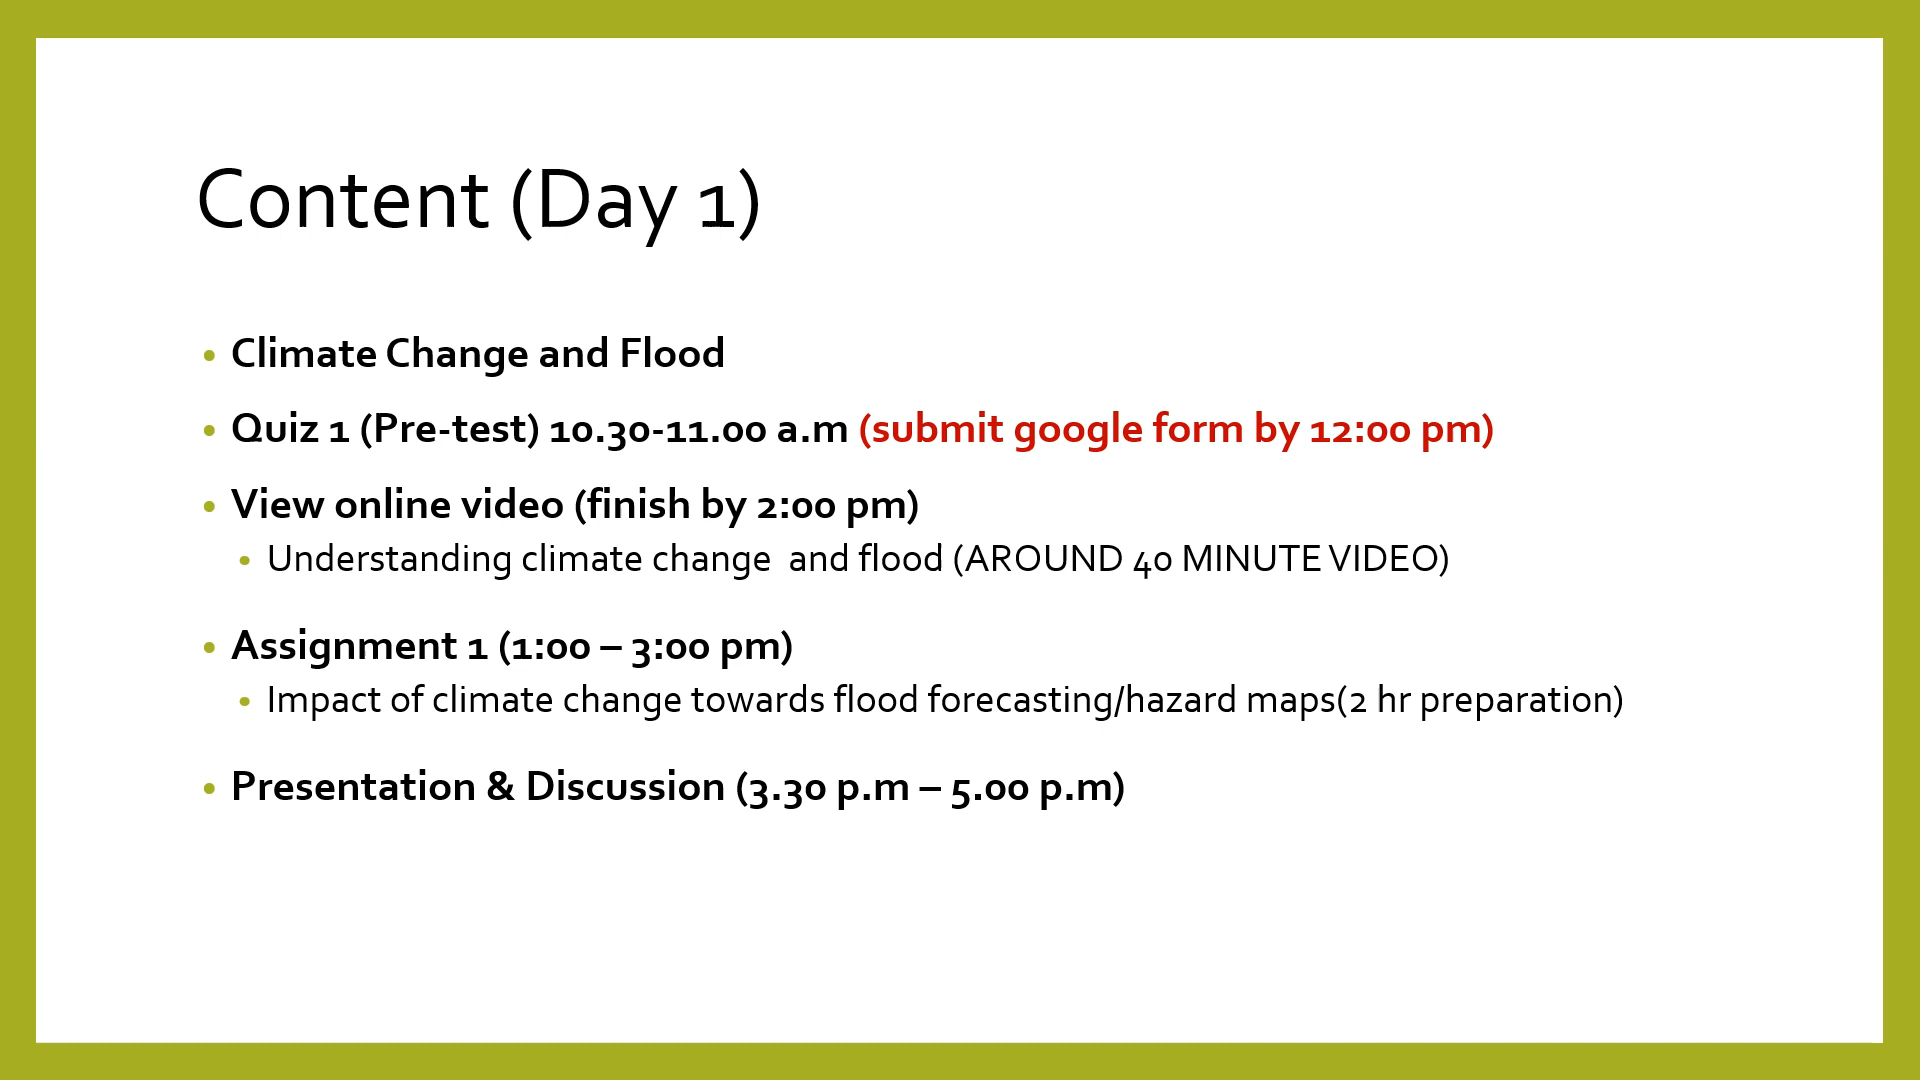 Content (Day 1)
• Climate Change and Flood
• Quiz 1 (Pre-test) 10.30-11.00 a.m (submit google form by 12:00 pm)
• View online video (finish by 2:00 pm)
• Understanding climate change  and flood (AROUND 40 MINUTE VIDEO)
• Assignment 1 (1:00 – 3:00 pm)
• Impact of climate change towards flood forecasting/hazard maps(2 hr preparation)
• Presentation & Discussion (3.30 p.m – 5.00 p.m)